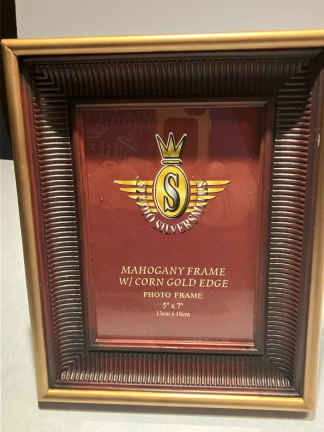 S
MAHOGANY FRAME
W/ CORN GOLD EDGE
PHOTO FRAME
5" x 7"
13cm x 18cm